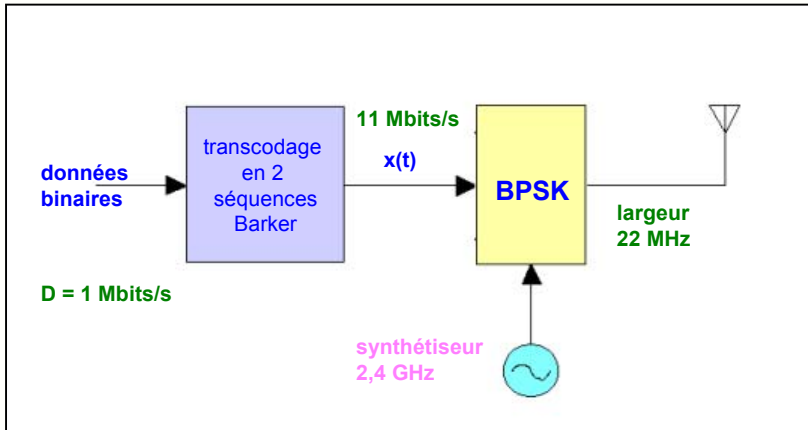 données
binaires
D = 1 Mbits/s
transcodage
en 2
séquences
Barker
11 Mbits/s
x(t)
BPSK
largeur
22 MHz
synthétiseur
2,4 GHz